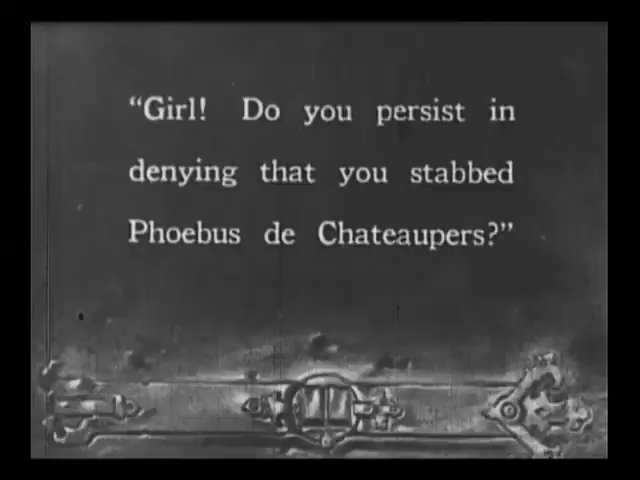 “Girl! Do you persist in
denying that you stabbed
Phoebus de Chateaupers?”